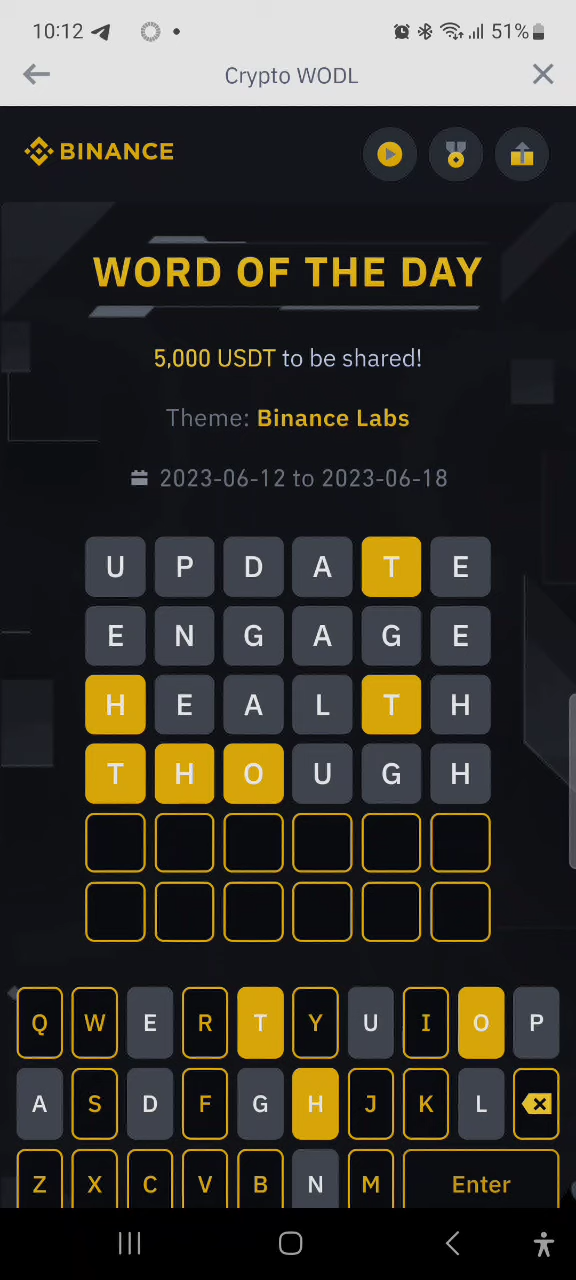 10:12 51%
Crypto WODL
BINANCE
WORD OF THE DAY
5,000 USDT to be shared!
Theme: Binance Labs
2023-06-12 to 2023-06-18
U P D A T E
E N G A G E
H E A L T H
T H O U G H
Q W E R T Y U I O P
A S D F G H J K L
Z X C V B N M Enter